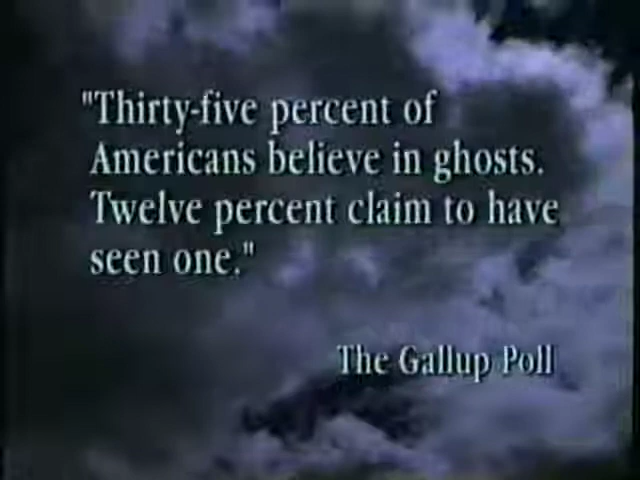 "Thirty-five percent of
Americans believe in ghosts.
Twelve percent claim to have
seen one."
The Gallup Poll